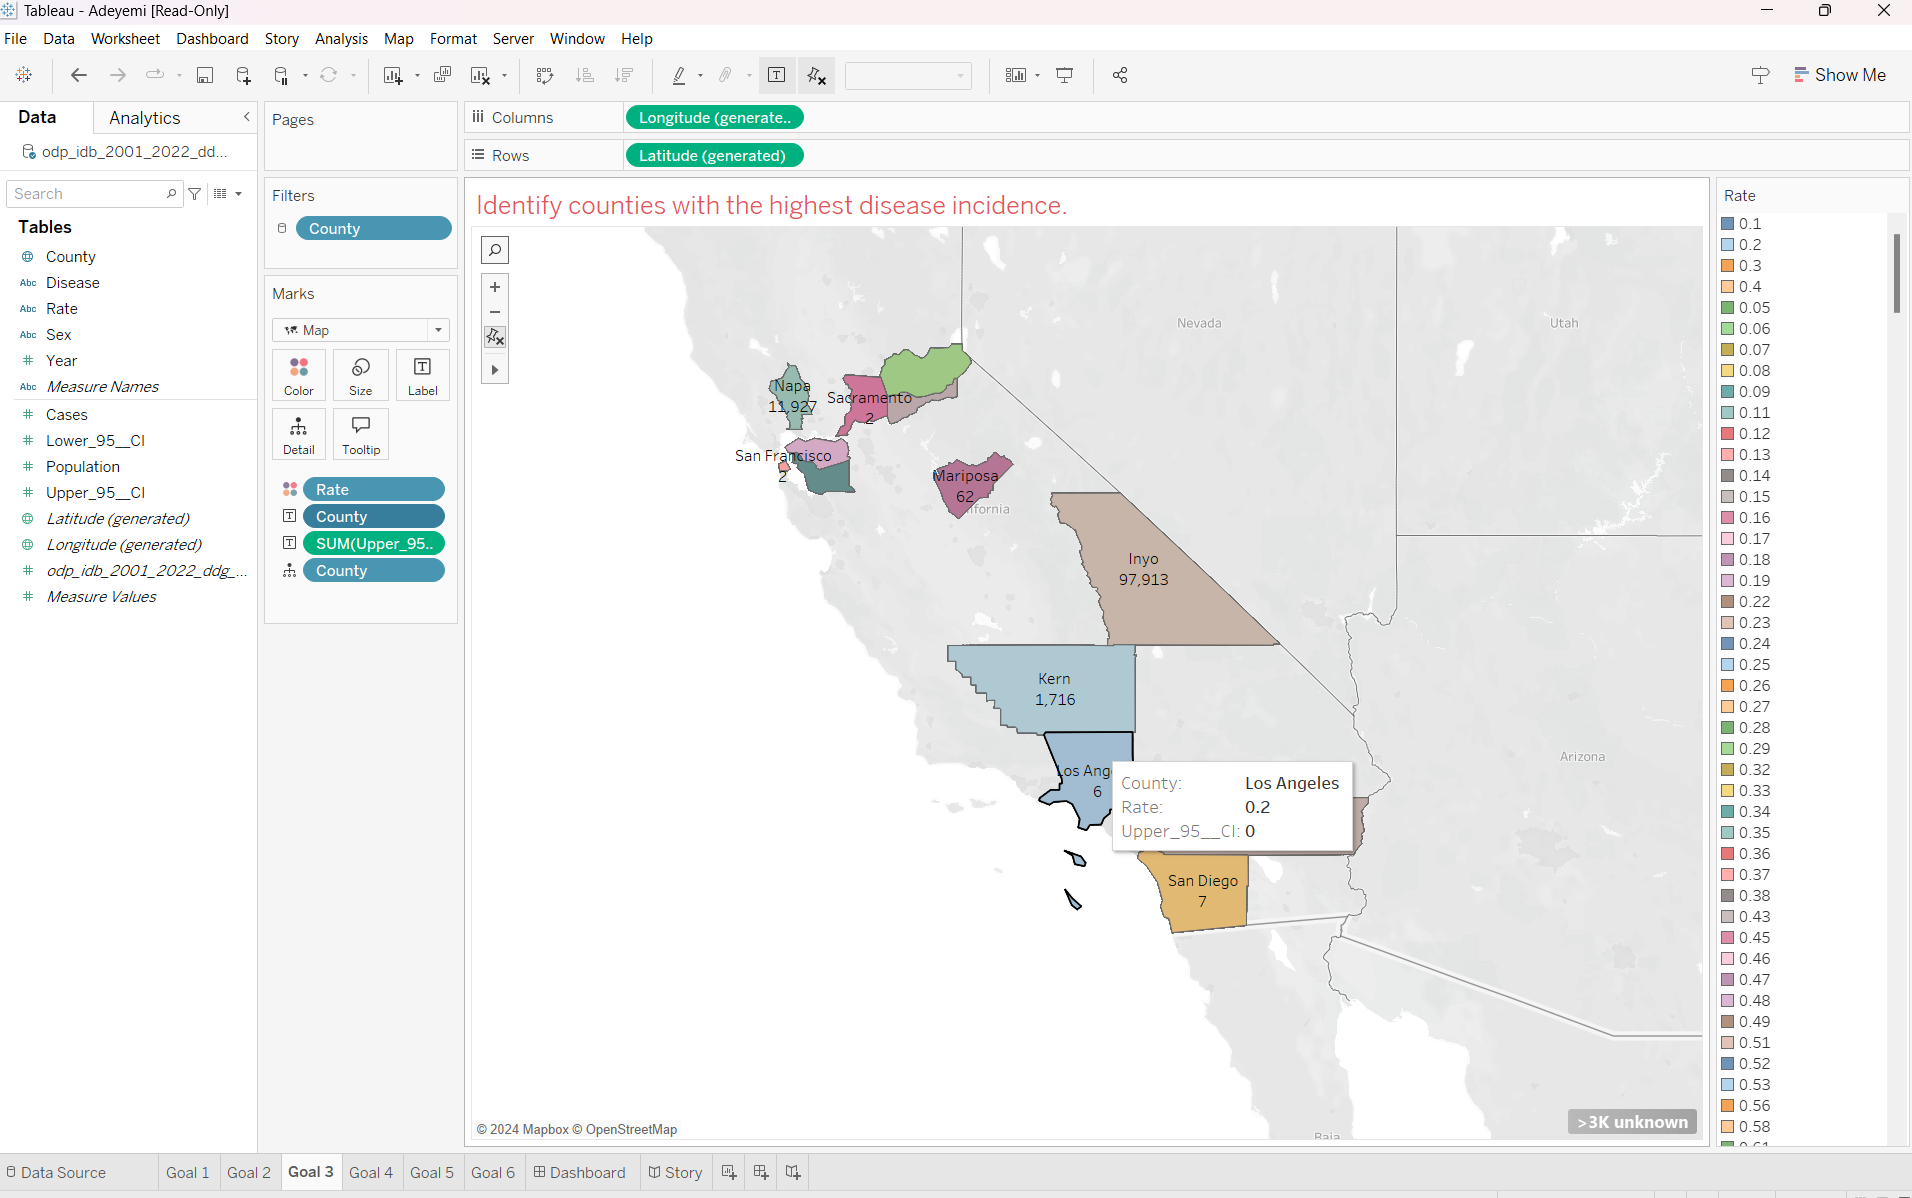 Tableau - Adeyemi [Read-Only]
File Data Worksheet Dashboard Story Analysis Map Format Server Window Help
Show Me
Data Analytics
odp_idb_2001_2022_dd...
Search
Tables
County
Abc Disease
Abc Rate
Abc Sex
Year
Abc Measure Names
Cases
Lower_95__CI
Population
Upper_95__CI
Latitude (generated)
Longitude (generated)
odp_idb_2001_2022_ddg_...
Measure Values
Pages
Filters
County
Marks
Map
Color Size Label
Detail Tooltip
Rate
County
SUM(Upper_95..
County
Columns Longitude (generate..
Rows Latitude (generated)
Identify counties with the highest disease incidence.
Nevada
Utah
Napa
11,927
Sacramento
2
San Francisco
2
Mariposa
62
ifornia
Inyo
97,913
Kern
1,716
Los Ang
6
County: Los Angeles
Rate: 0.2
Upper_95__CI: 0
Arizona
San Diego
7
Baja
© 2024 Mapbox © OpenStreetMap
>3K unknown
Rate
0.1
0.2
0.3
0.4
0.05
0.06
0.07
0.08
0.09
0.11
0.12
0.13
0.14
0.15
0.16
0.17
0.18
0.19
0.22
0.23
0.24
0.25
0.26
0.27
0.28
0.29
0.32
0.33
0.34
0.35
0.36
0.37
0.38
0.43
0.45
0.46
0.47
0.48
0.49
0.51
0.52
0.53
0.56
0.58
0.61
Data Source Goal 1 Goal 2 Goal 3 Goal 4 Goal 5 Goal 6 Dashboard Story